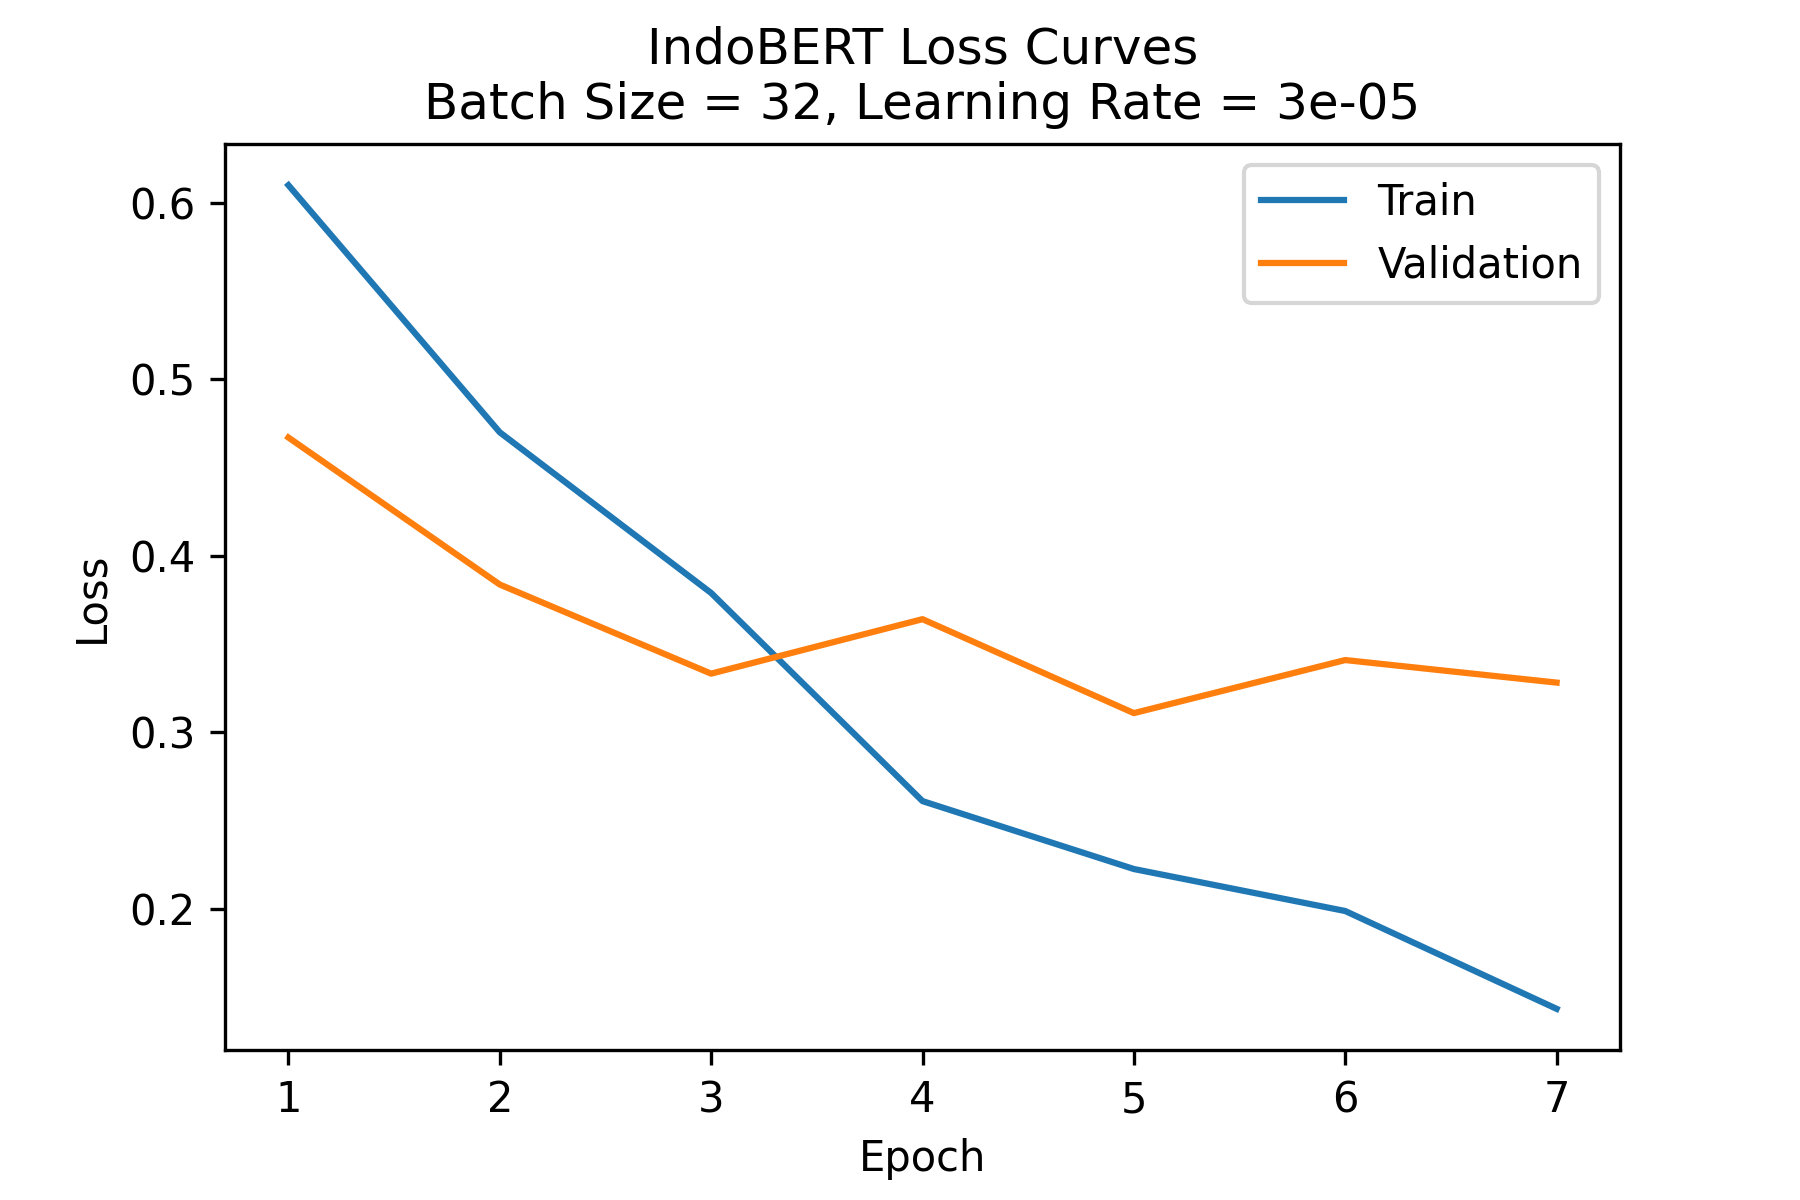 IndoBERT Loss Curves
Batch Size = 32, Learning Rate = 3e-05
Train
Validation
0.6
0.5
0.4
0.3
0.2
Loss
1 2 3 4 5 6 7
Epoch